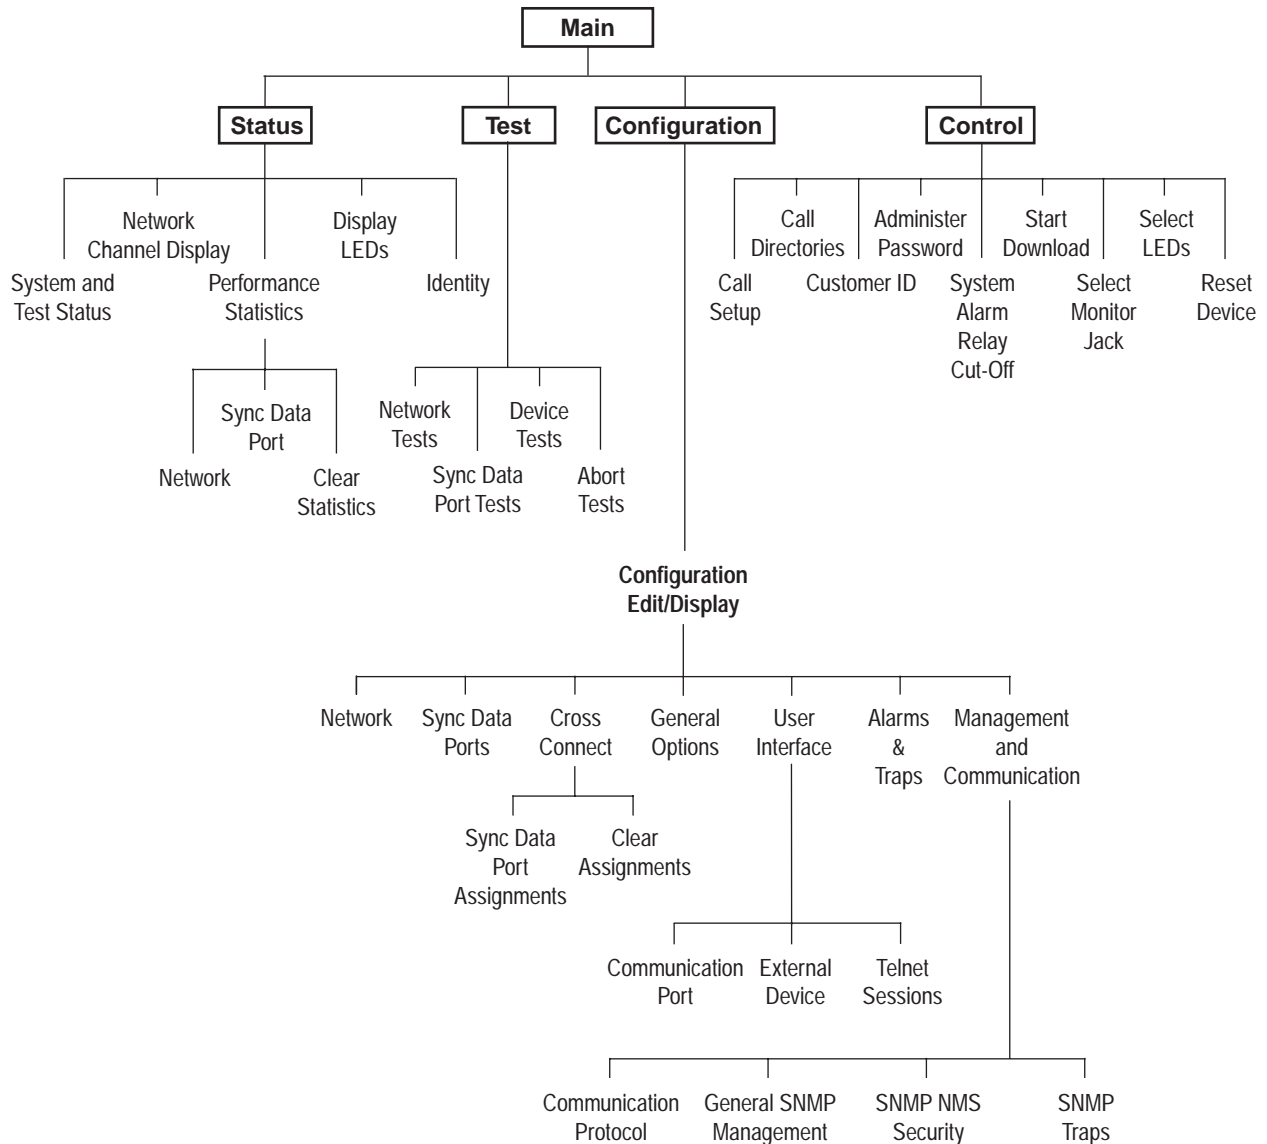 Main
Status
Test
Configuration
Control
Network
Channel Display
Display
LEDs
System and
Test Status
Performance
Statistics
Identity
Call
Directories
Administer
Password
Start
Download
Select
LEDs
Call
Setup
Customer ID
System
Alarm
Relay
Cut-Off
Select
Monitor
Jack
Reset
Device
Sync Data
Port
Network
Clear
Statistics
Network
Tests
Device
Tests
Sync Data
Port Tests
Abort
Tests
Configuration
Edit/Display
Network
Sync Data
Ports
Cross
Connect
General
Options
User
Interface
Alarms
&
Traps
Management
and
Communication
Sync Data
Port
Assignments
Clear
Assignments
Communication
Port
External
Device
Telnet
Sessions
Communication
Protocol
General SNMP
Management
SNMP NMS
Security
SNMP
Traps